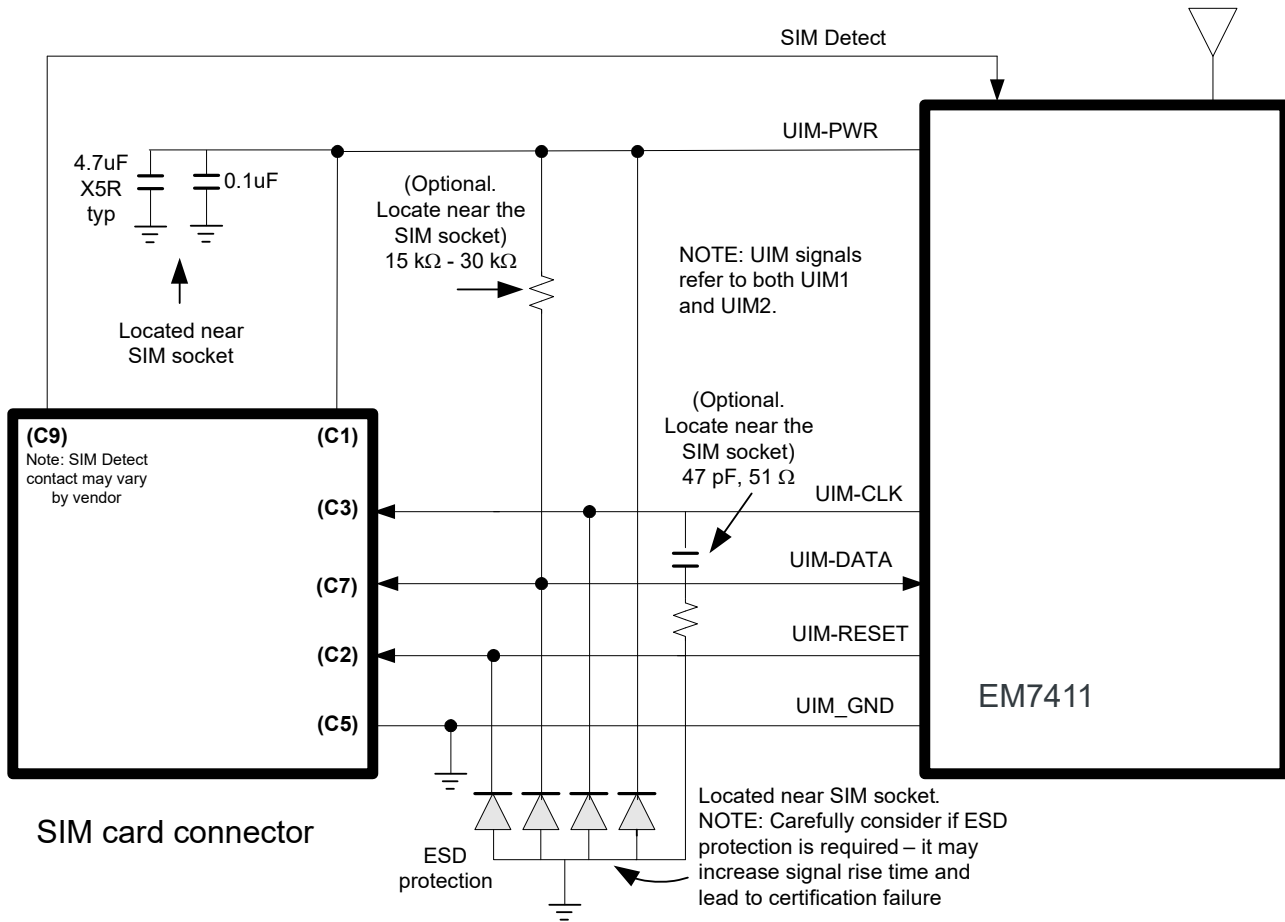 SIM Detect
UIM-PWR
4.7uF
X5R
typ
0.1uF
(Optional.
Locate near the
SIM socket)
15 kΩ - 30 kΩ
NOTE: UIM signals
refer to both UIM1
and UIM2.
Located near
SIM socket
(Optional.
Locate near the
SIM socket)
47 pF, 51 Ω
(C9)
Note: SIM Detect
contact may vary
by vendor
(C1)
(C3)
UIM-CLK
(C7)
UIM-DATA
(C2)
UIM-RESET
(C5)
UIM_GND
EM7411
SIM card connector
ESD
protection
Located near SIM socket.
NOTE: Carefully consider if ESD
protection is required – it may
increase signal rise time and
lead to certification failure